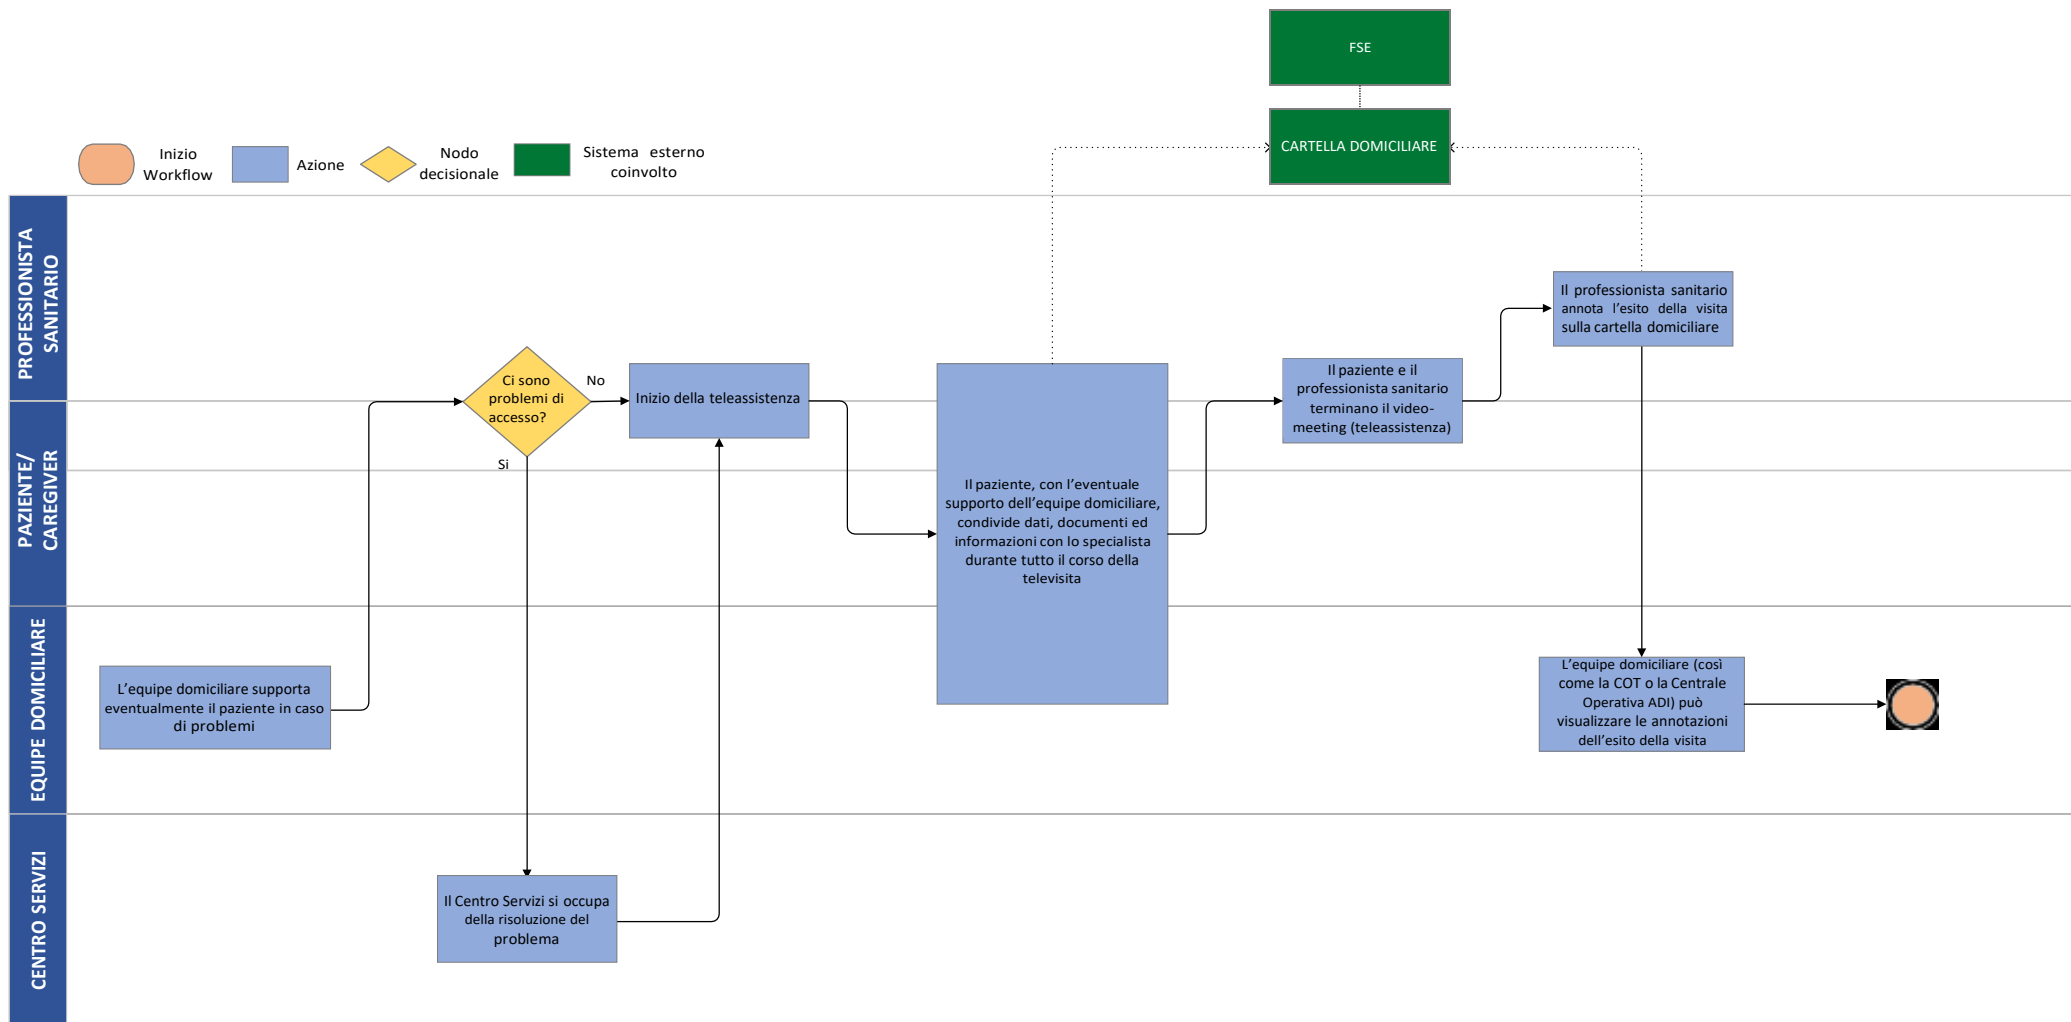 FSE
CARTELLA DOMICILIARE
Inizio
Workflow
Azione
Nodo
decisionale
Sistema esterno
coinvolto
PROFESSIONISTA
SANITARIO
Il professionista sanitario
annota l’esito della visita
sulla cartella domiciliare
Ci sono
problemi di
accesso?
No
Si
Inizio della teleassistenza
Il paziente e il
professionista sanitario
terminano il video-
meeting (teleassistenza)
PAZIENTE/
CAREGIVER
Il paziente, con l’eventuale
supporto dell’equipe domiciliare,
condivide dati, documenti ed
informazioni con lo specialista
durante tutto il corso della
televisita
EQUIPE DOMICILIARE
L’equipe domiciliare supporta
eventualmente il paziente in caso
di problemi
L’equipe domiciliare (così
come la COT o la Centrale
Operativa ADI) può
visualizzare le annotazioni
dell’esito della visita
CENTRO SERVIZI
Il Centro Servizi si occupa
della risoluzione del
problema